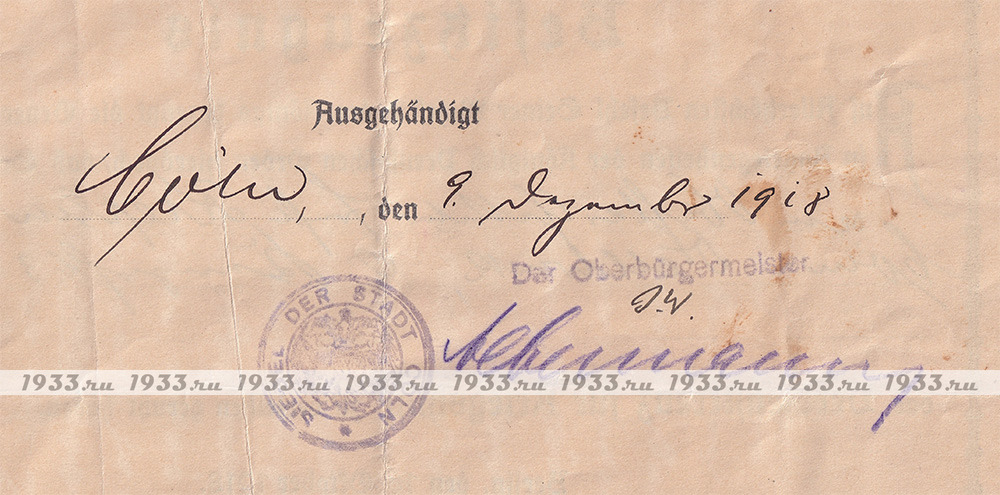 Ausgehändigt
Cöln, , den 9. Dezember 1918
Der Oberbürgermeister
J.V.
SIEGEL DER STADT CÖLN
1933.ru 1933.ru 1933.ru 1933.ru 1933.ru 1933.ru 1933.ru 1933.ru 1933.ru